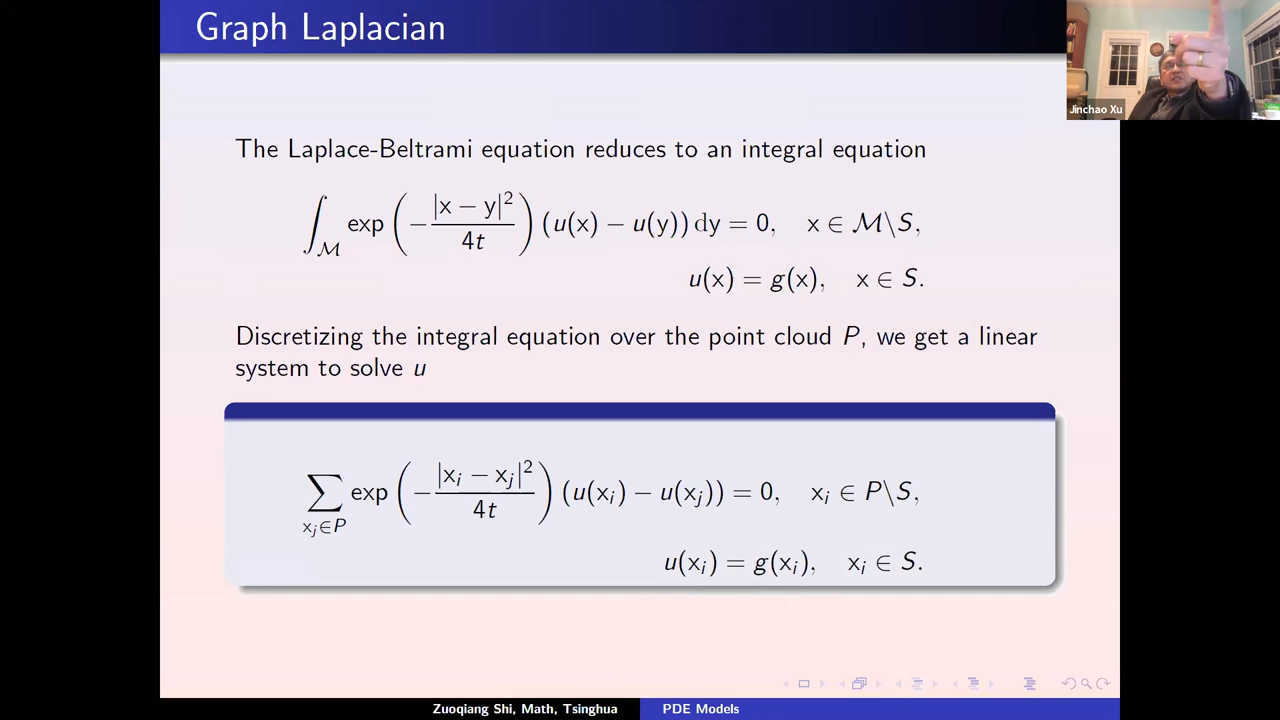 Graph Laplacian
Jinchao Xu
The Laplace-Beltrami equation reduces to an integral equation
∫_M exp(−|x − y|²/4t) (u(x) − u(y)) dy = 0, x ∈ M\S,
u(x) = g(x), x ∈ S.
Discretizing the integral equation over the point cloud P, we get a linear
system to solve u
∑_{x_j∈P} exp(−|x_i − x_j|²/4t) (u(x_i) − u(x_j)) = 0, x_i ∈ P\S,
u(x_i) = g(x_i), x_i ∈ S.
Zuoqiang Shi, Math, Tsinghua PDE Models